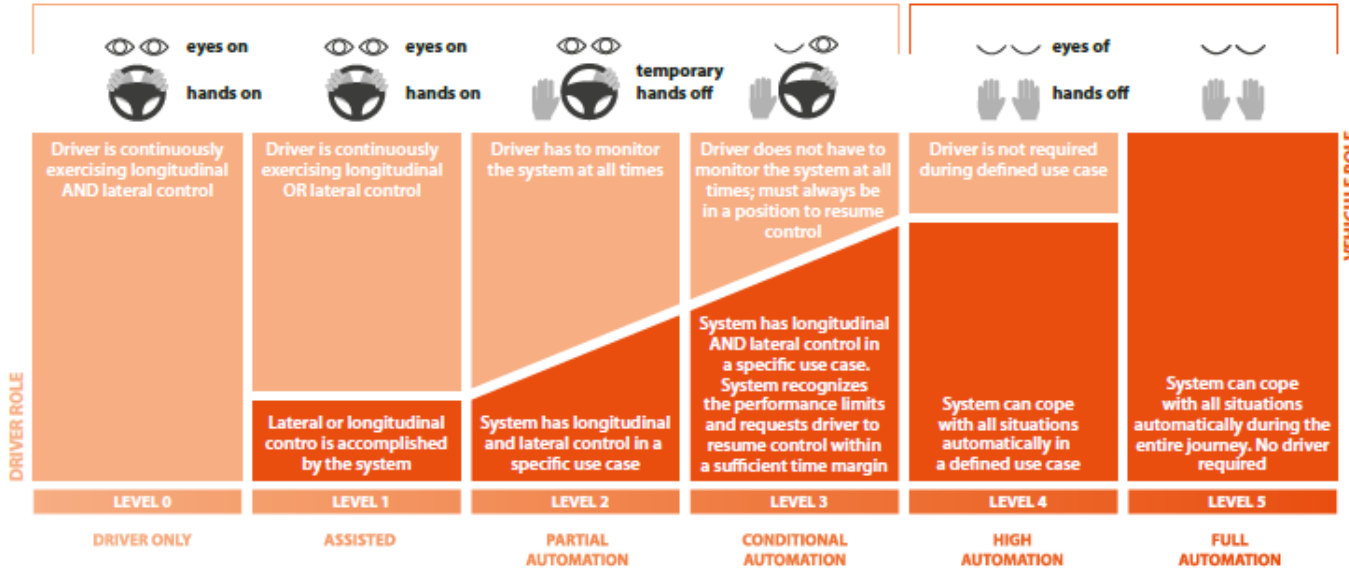 eyes on
hands on
eyes on
hands on
temporary
hands off
eyes of
hands off
Driver is continuously
exercising longitudinal
AND lateral control
Driver is continuously
exercising longitudinal
OR lateral control
Driver has to monitor
the system at all times
Driver does not have to
monitor the system at all
times; must always be
in a position to resume
control
Driver is not required
during defined use case
Lateral or longitudinal
contro is accomplished
by the system
System has longitudinal
and lateral control in a
specific use case
System has longitudinal
AND lateral control in
a specific use case.
System recognizes
the performance limits
and requests driver to
resume control within
a sufficient time margin
System can cope
with all situations
automatically in
a defined use case
System can cope
with all situations
automatically during the
entire journey. No driver
required
DRIVER ROLE
LEVEL 0
LEVEL 1
LEVEL 2
LEVEL 3
LEVEL 4
LEVEL 5
DRIVER ONLY
ASSISTED
PARTIAL
AUTOMATION
CONDITIONAL
AUTOMATION
HIGH
AUTOMATION
FULL
AUTOMATION